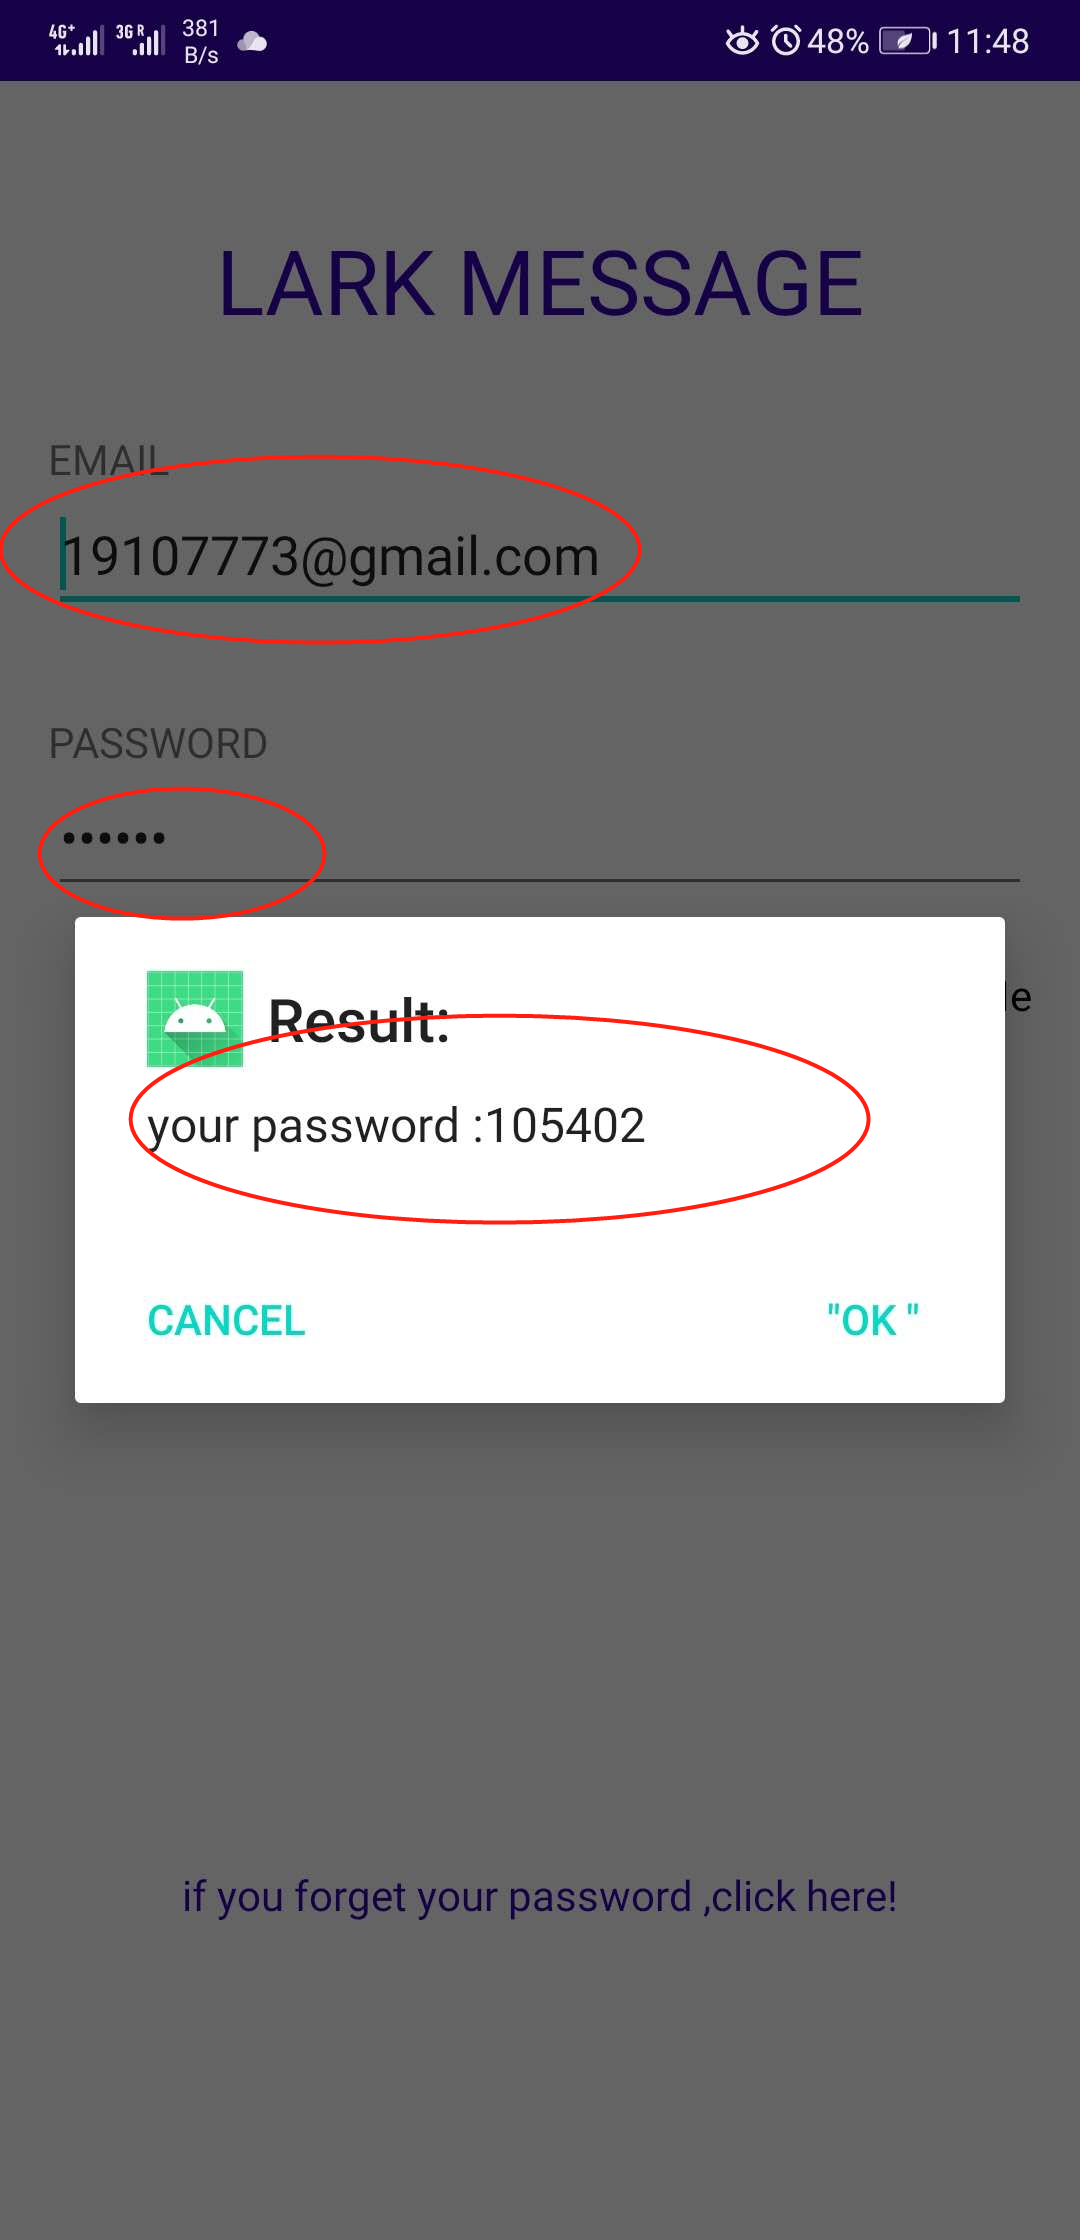 4G+ 3G R 381 B/s 48% 11:48
LARK MESSAGE
EMAIL
19107773@gmail.com
PASSWORD
••••••
le
Result:
your password :105402
CANCEL "OK "
if you forget your password ,click here!